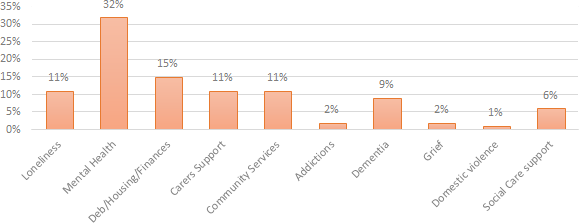 35%
30%
25%
20%
15%
10%
5%
0%
11%
32%
15%
11%
11%
2%
9%
2%
1%
6%
Loneliness
Mental Health
Deb/Housing/Finances
Carers Support
Community Services
Addictions
Dementia
Grief
Domestic violence
Social Care support